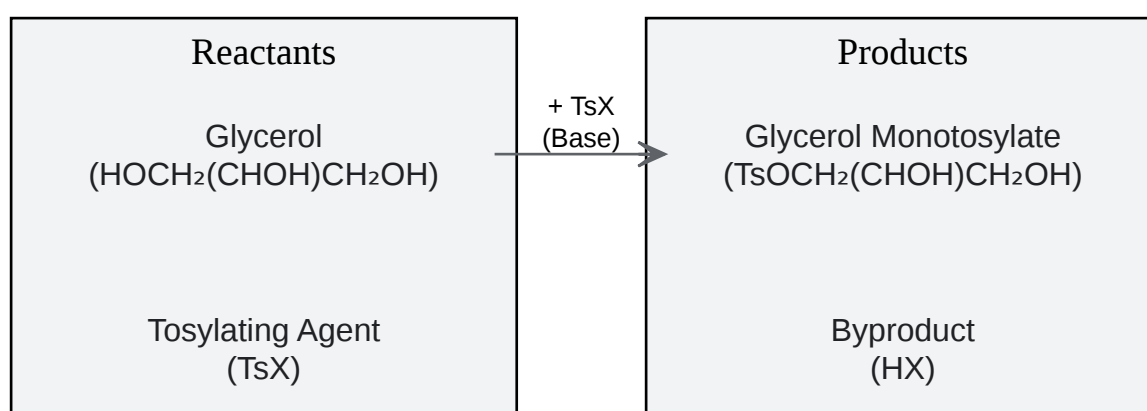 Reactants
Glycerol
(HOCH₂(CHOH)CH₂OH)
Tosylating Agent
(TsX)
+ TsX
(Base)
Products
Glycerol Monotosylate
(TsOCH₂(CHOH)CH₂OH)
Byproduct
(HX)